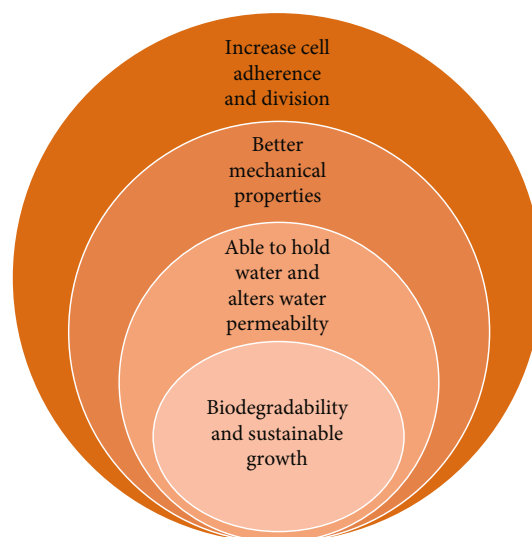 Increase cell
adherence
and division
Better
mechanical
properties
Able to hold
water and
alters water
permeabilty
Biodegradability
and sustainable
growth